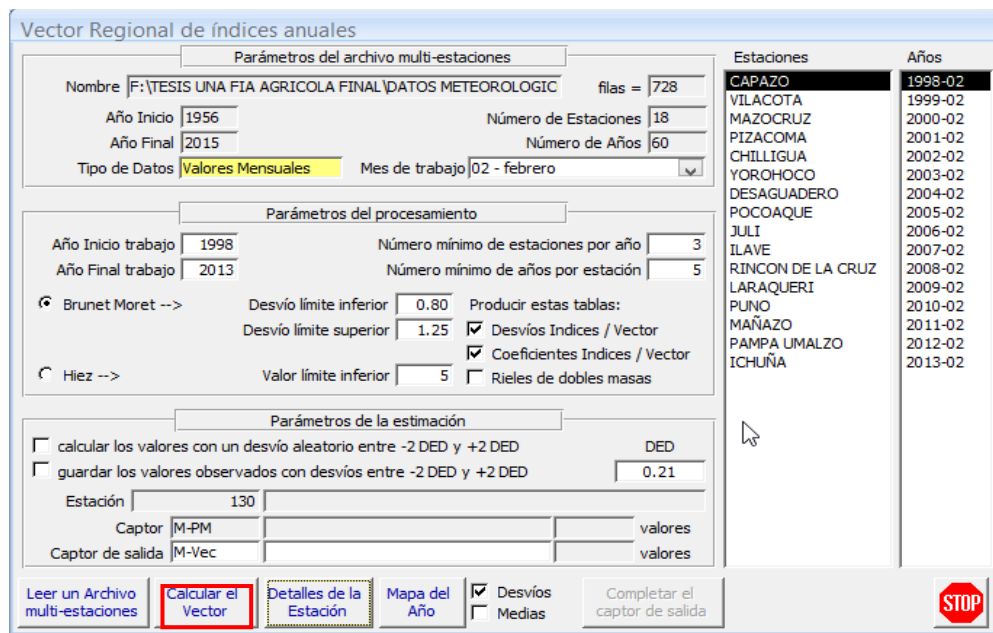 Vector Regional de índices anuales
Parámetros del archivo multi-estaciones
Nombre F:\TESIS UNA FIA AGRICOLA FINAL\DATOS METEOROLOGIC filas = 728
Año Inicio 1956 Número de Estaciones 18
Año Final 2015 Número de Años 60
Tipo de Datos Valores Mensuales Mes de trabajo 02 - febrero
Parámetros del procesamiento
Año Inicio trabajo 1998 Número mínimo de estaciones por año 3
Año Final trabajo 2013 Número mínimo de años por estación 5
Brunet Moret --> Desvío límite inferior 0.80 Producir estas tablas:
Desvío límite superior 1.25 Desvíos Indices / Vector
Coeficientes Indices / Vector
Hiez --> Valor límite inferior 5 Rieles de dobles masas
Parámetros de la estimación
calcular los valores con un desvío aleatorio entre -2 DED y +2 DED DED
guardar los valores observados con desvíos entre -2 DED y +2 DED 0.21
Estación 130
Captor M-PM valores
Captor de salida M-Vec valores
Estaciones Años
CAPAZO 1998-02
VILACOTA 1999-02
MAZOCRUZ 2000-02
PIZACOMA 2001-02
CHILLIGUA 2002-02
YOROHOCO 2003-02
DESAGUADERO 2004-02
POCOAQUE 2005-02
JULI 2006-02
ILAVE 2007-02
RINCON DE LA CRUZ 2008-02
LARAQUERI 2009-02
PUNO 2010-02
MAÑAZO 2011-02
PAMPA UMALZO 2012-02
ICHUÑA 2013-02
Leer un Archivo
multi-estaciones
Calcular el
Vector
Detalles de la
Estación
Mapa del
Año
Desvíos
Medias
Completar el
captor de salida
STOP